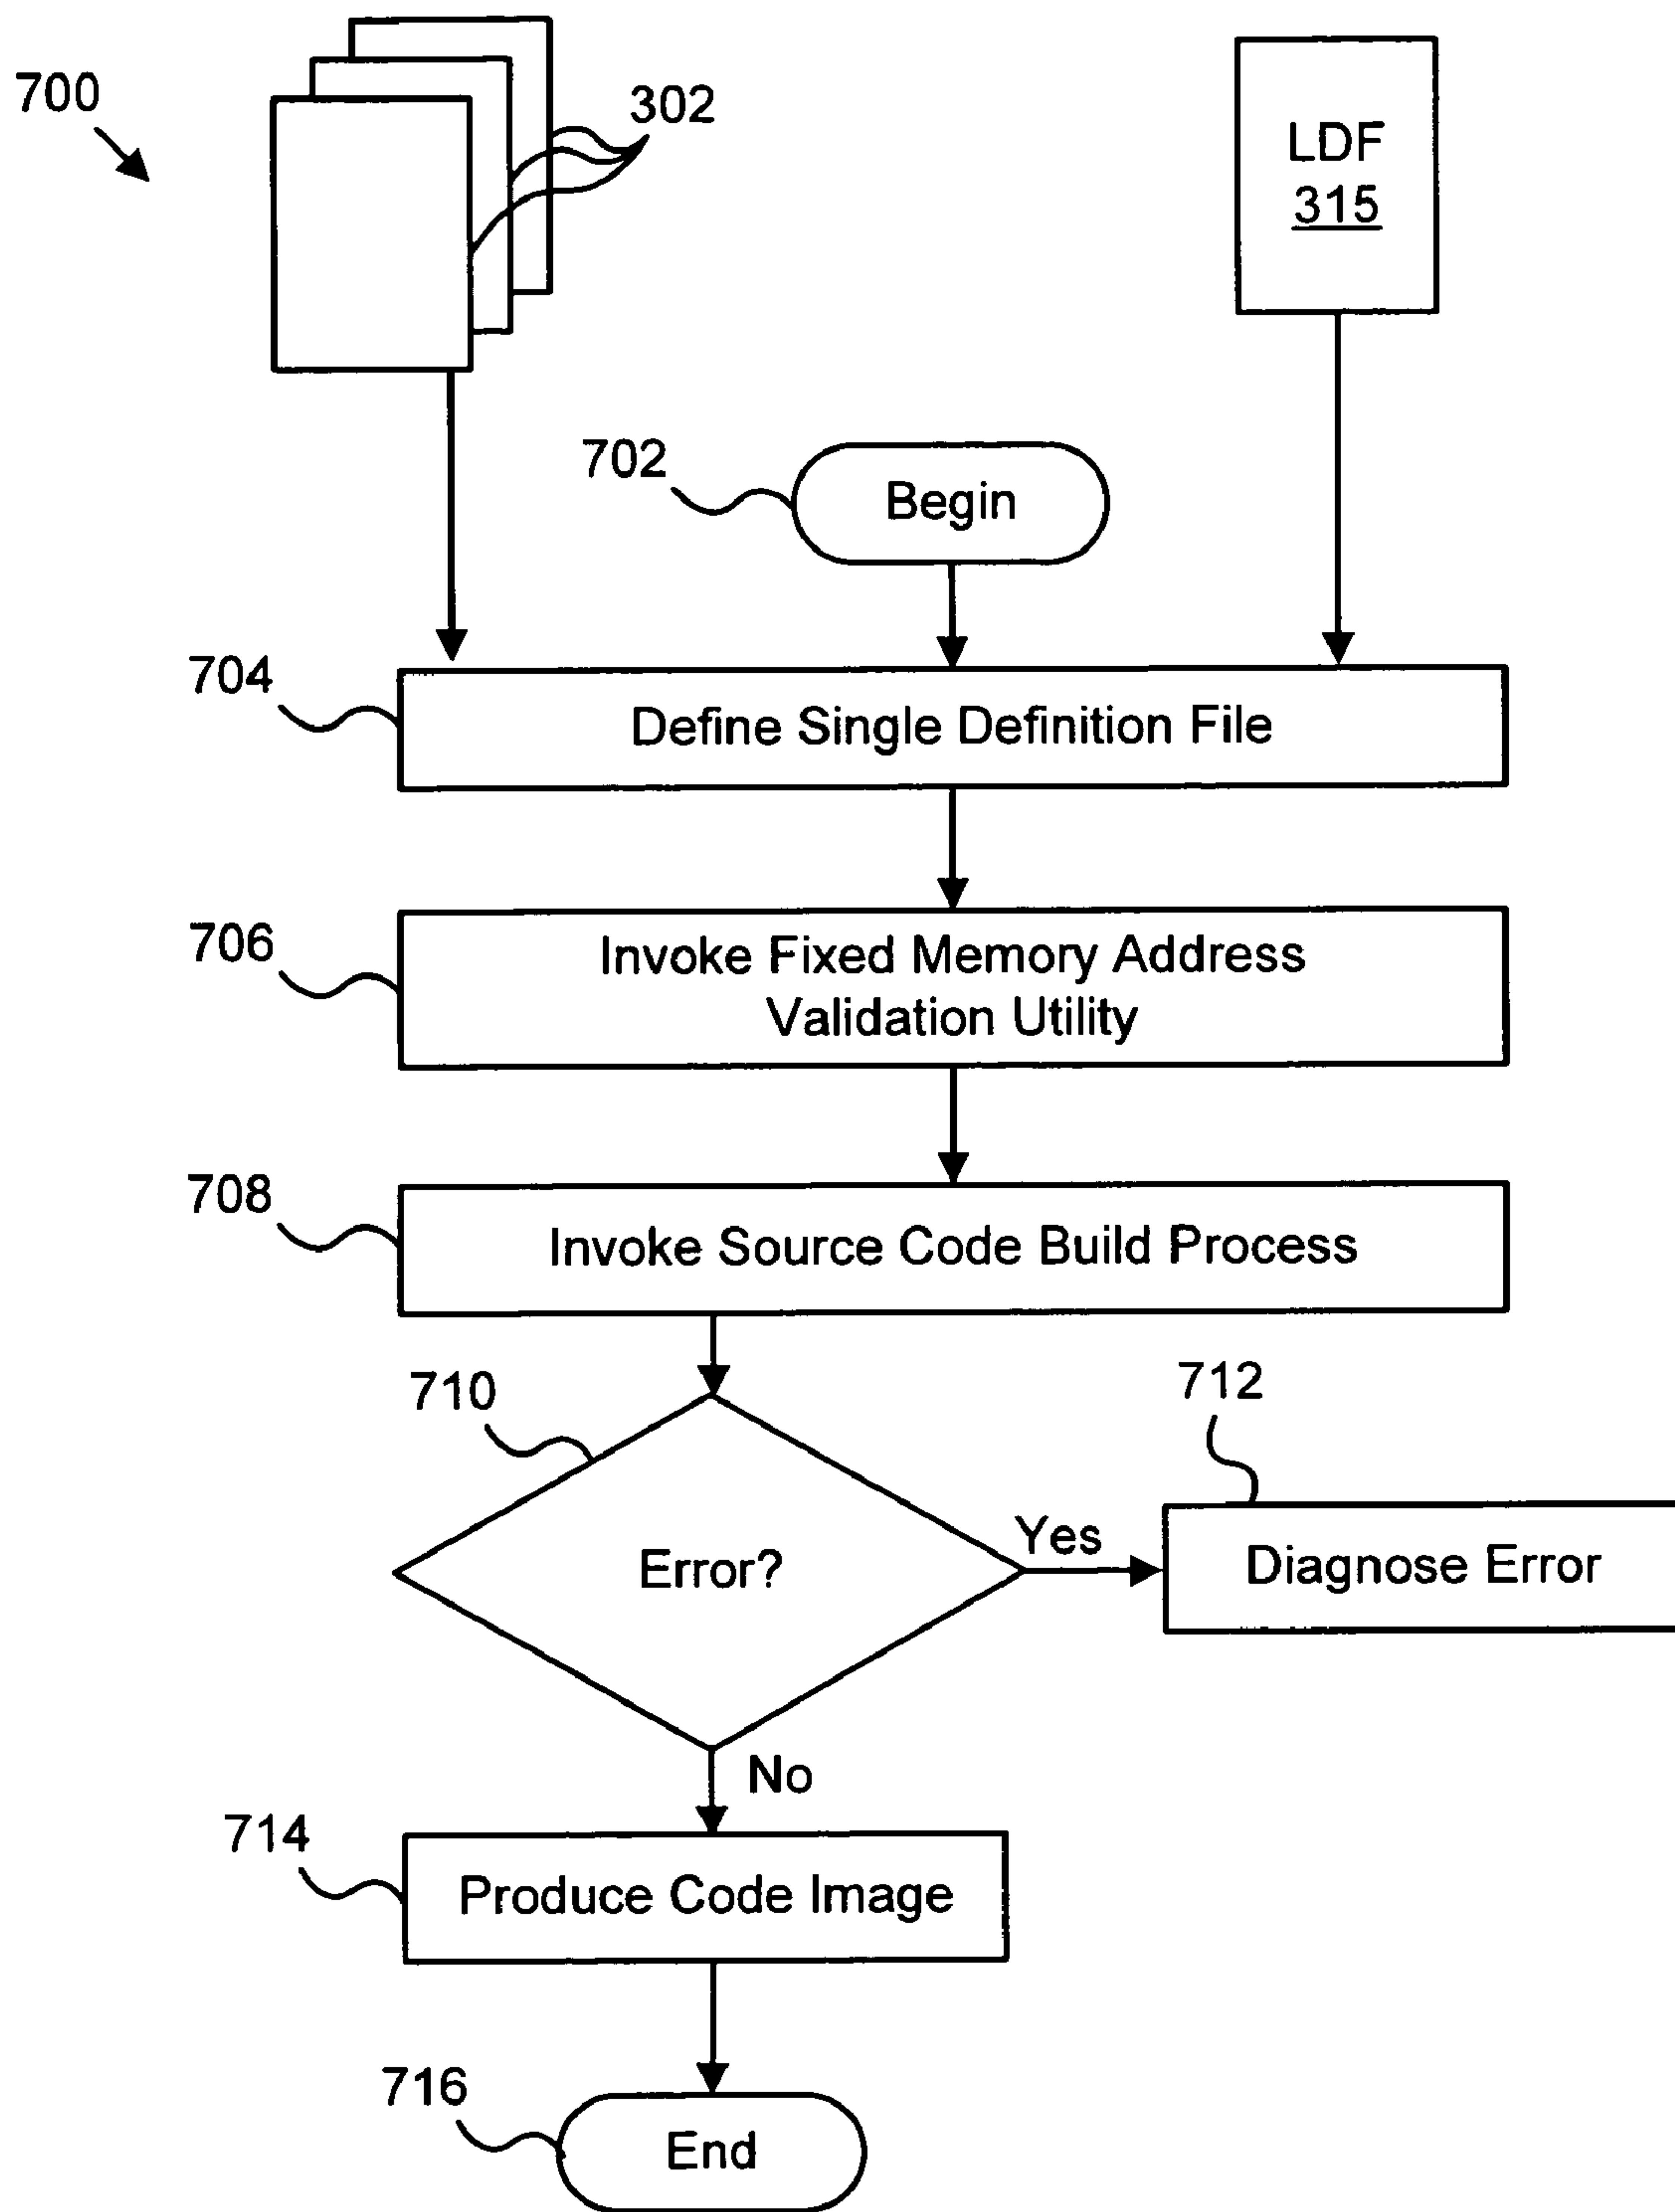 700
302
LDF
315
702
Begin
704
Define Single Definition File
706
Invoke Fixed Memory Address
Validation Utility
708
Invoke Source Code Build Process
710
712
Error?
Yes
Diagnose Error
No
714
Produce Code Image
716
End